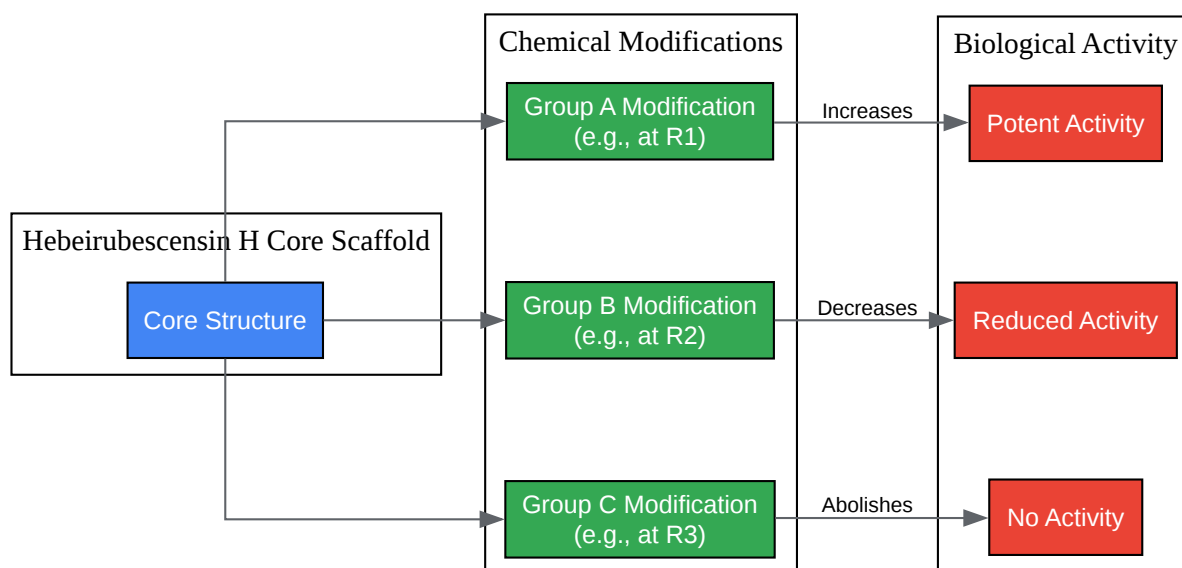 Chemical Modifications
Biological Activity
Group A Modification
(e.g., at R1)
Increases
Potent Activity
Hebeirubescensin H Core Scaffold
Core Structure
Group B Modification
(e.g., at R2)
Decreases
Reduced Activity
Group C Modification
(e.g., at R3)
Abolishes
No Activity